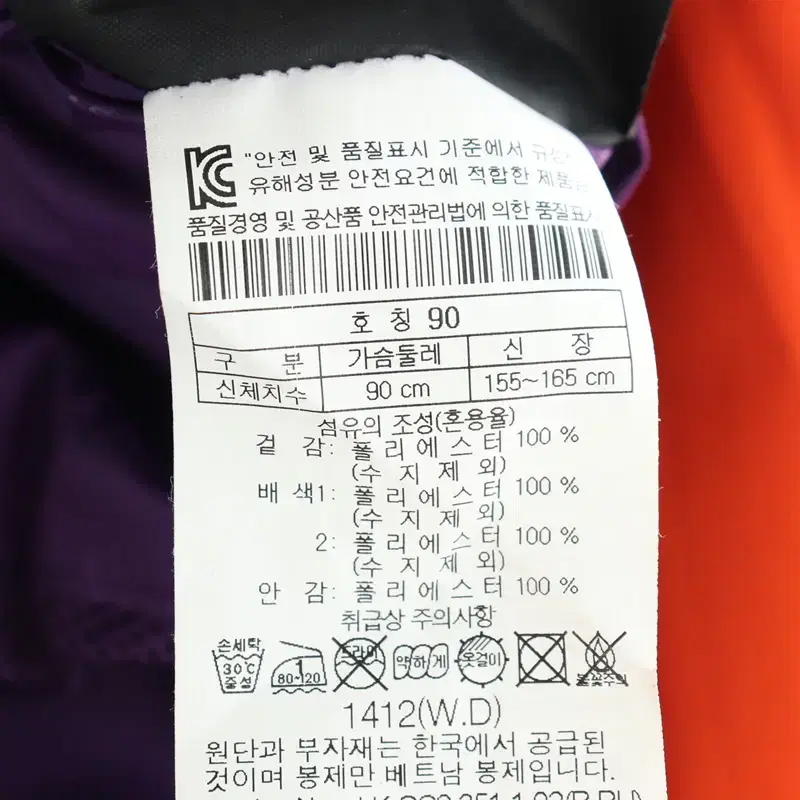 KC "안전 및 품질표시 기준에서
유해성분 안전요건에 적합한 제품
품질경영 및 공산품 안전관리법에 의한 품질표시
호 칭 90
구 분 가슴둘레 신 장
신체치수 90 cm 155~165 cm
섬유의 조성(혼용율)
겉 감: 폴리에스터 100 %
(수 지 제 외)
배 색1: 폴리에스터 100 %
(수 지 제 외)
2: 폴리에스터 100 %
(수 지 제 외)
안 감: 폴리에스터 100 %
취급상 주의사항
손세탁 30℃ 중성 1 80~120 드라이 약하게 옷걸이 불꽃주의
1412(W.D)
원단과 부자재는 한국에서 공급된
것이며 봉제만 베트남 봉제입니다.